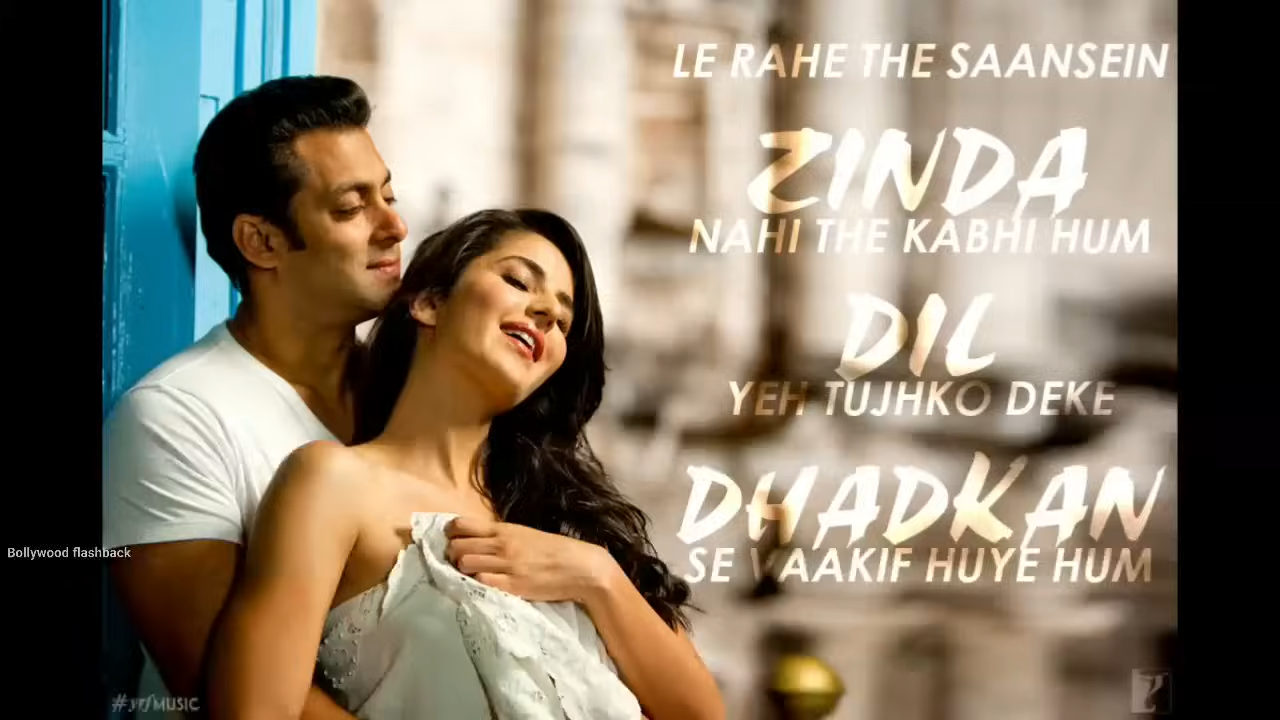 LE RAHE THE SAANSEIN
ZINDA
NAHI THE KABHI HUM
DIL
YEH TUJHKO DEKE
DHADKAN
SE VAAKIF HUYE HUM
Bollywood flashback
#yrfMUSIC